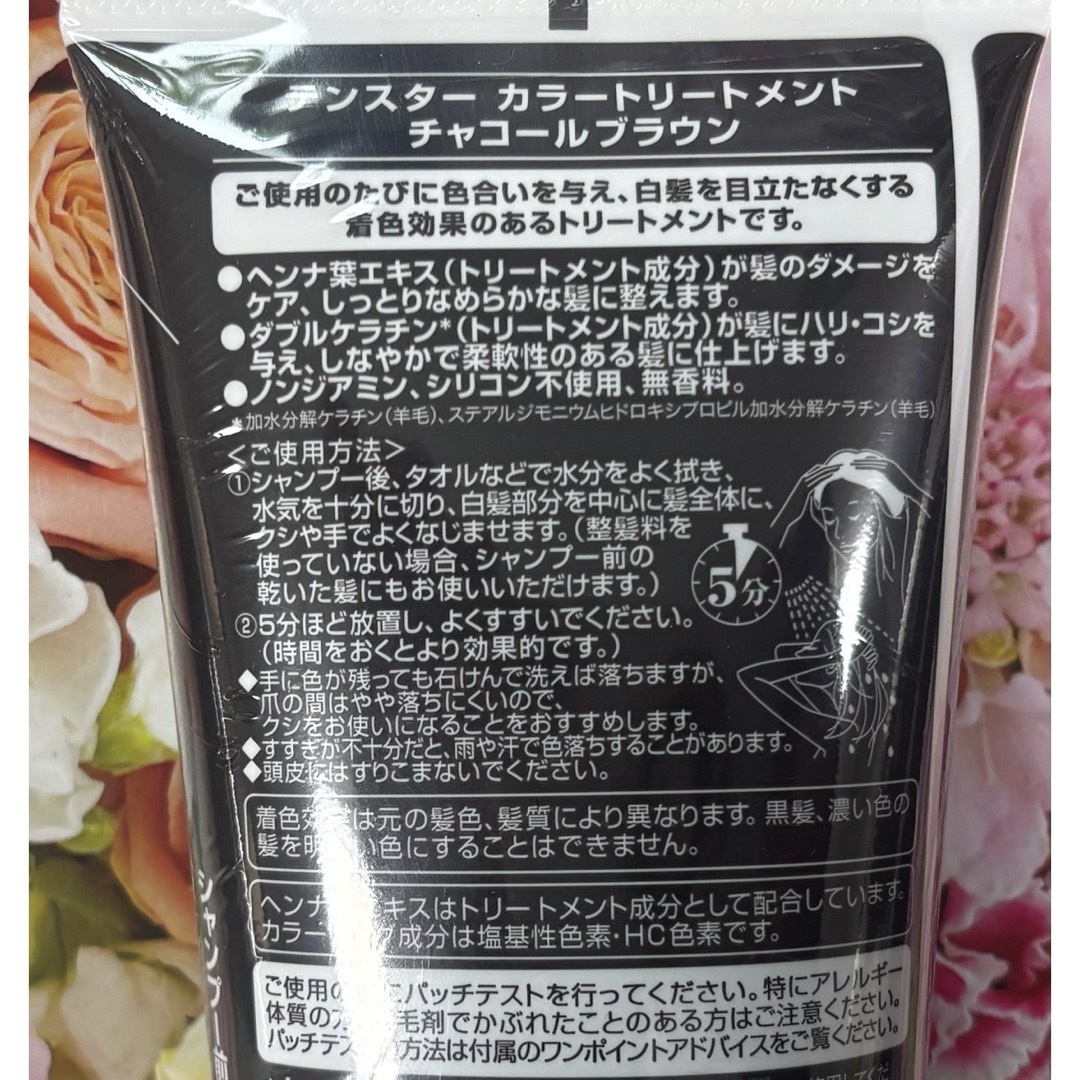 テンスター カラートリートメント
チャコールブラウン
ご使用のたびに色合いを与え、白髪を目立たなくする
着色効果のあるトリートメントです。
●ヘンナ葉エキス(トリートメント成分)が髪のダメージを
ケア、しっとりなめらかな髪に整えます。
●ダブルケラチン*(トリートメント成分)が髪にハリ・コシを
与え、しなやかで柔軟性のある髪に仕上げます。
●ノンジアミン、シリコン不使用、無香料。
*加水分解ケラチン(羊毛)、ステアルジモニウムヒドロキシプロピル加水分解ケラチン(羊毛)
<ご使用方法>
①シャンプー後、タオルなどで水分をよく拭き、
水気を十分に切り、白髪部分を中心に髪全体に、
クシや手でよくなじませます。(整髪料を
使っていない場合、シャンプー前の
乾いた髪にもお使いいただけます。)
5分
②5分ほど放置し、よくすすいでください。
(時間をおくとより効果的です。)
◆手に色が残っても石けんで洗えば落ちますが、
爪の間はやや落ちにくいので、
クシをお使いになることをおすすめします。
◆すすぎが不十分だと、雨や汗で色落ちすることがあります。
◆頭皮にはすりこまないでください。
着色効果は元の髪色、髪質により異なります。黒髪、濃い色の
髪を明るい色にすることはできません。
ヘンナ エキスはトリートメント成分として配合しています。
カラー 成分は塩基性色素・HC色素です。
ご使用の にパッチテストを行ってください。特にアレルギー
体質の方 毛剤でかぶれたことのある方はご注意ください。
パッチテスト 方法は付属のワンポイントアドバイスをご覧ください。
シャンプー前